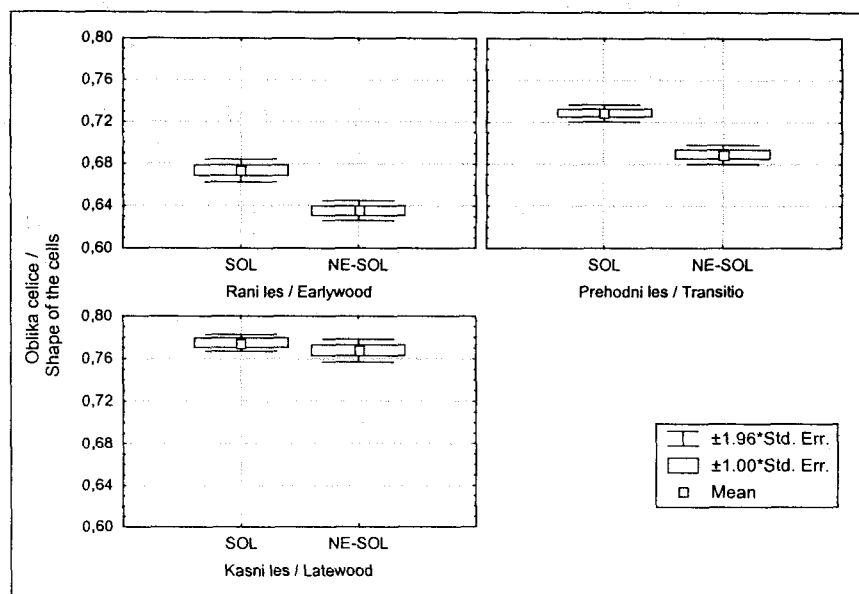 Oblika celice /
Shape of the cells
0,80
0,76
0,72
0,68
0,64
0,60
SOL NE-SOL
Rani les / Earlywood
0,80
0,76
0,72
0,68
0,64
0,60
SOL NE-SOL
Prehodni les / Transitio
0,80
0,76
0,72
0,68
0,64
0,60
SOL NE-SOL
Kasni les / Latewood
±1.96*Std. Err.
±1.00*Std. Err.
Mean